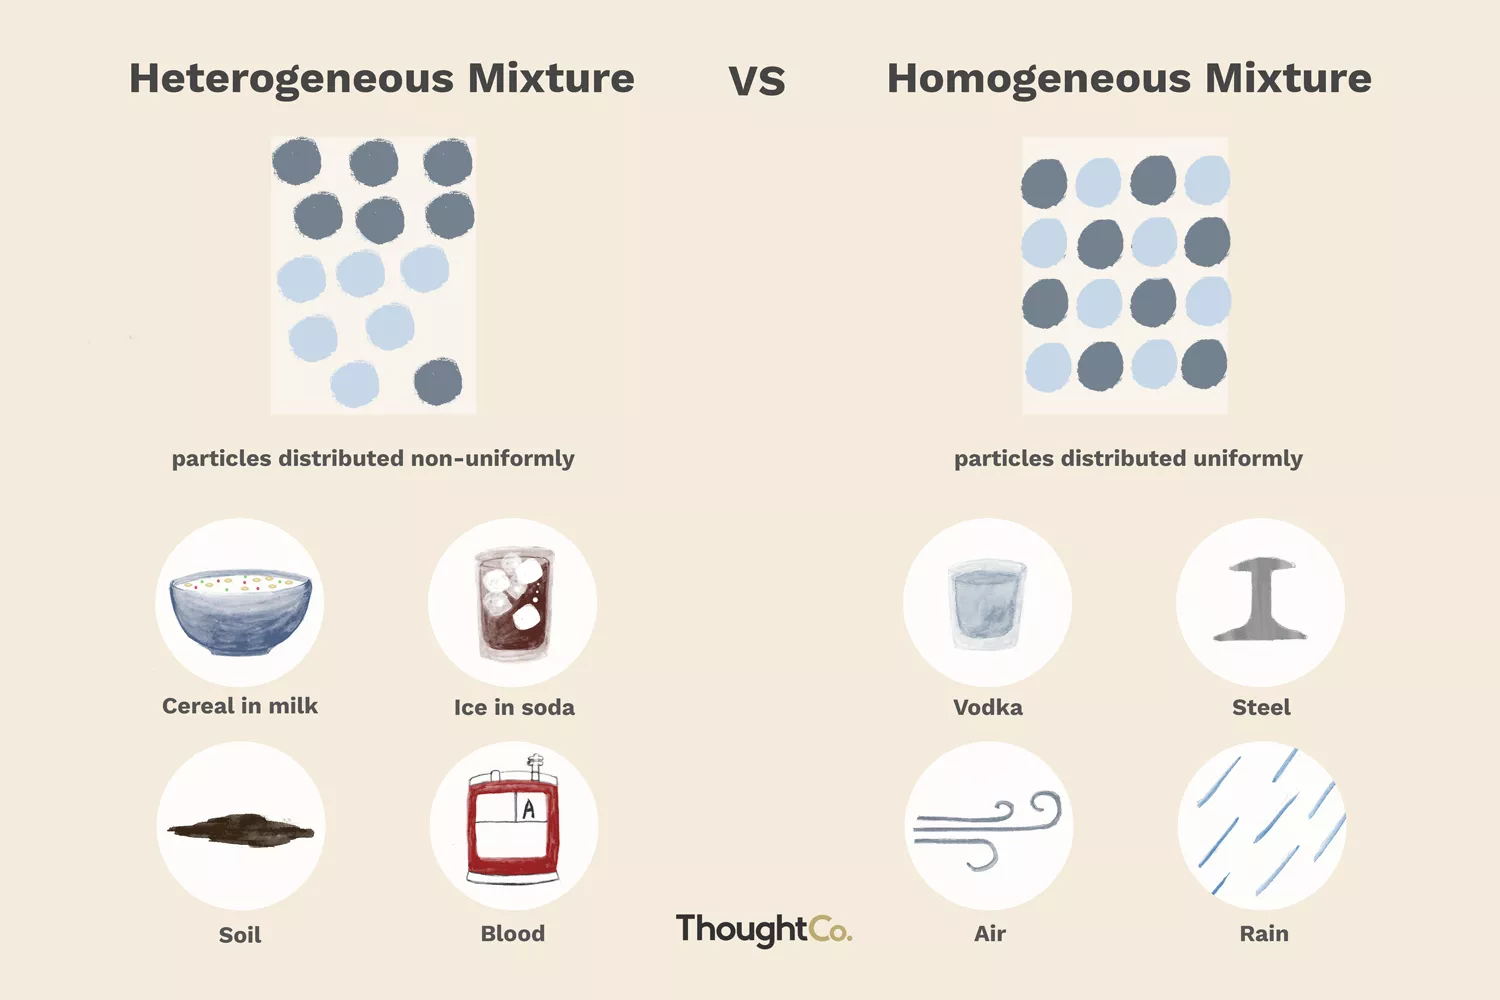 Heterogeneous Mixture
VS
Homogeneous Mixture
particles distributed non-uniformly
particles distributed uniformly
Cereal in milk
Ice in soda
Vodka
Steel
A
Soil
Blood
Air
Rain
ThoughtCo.